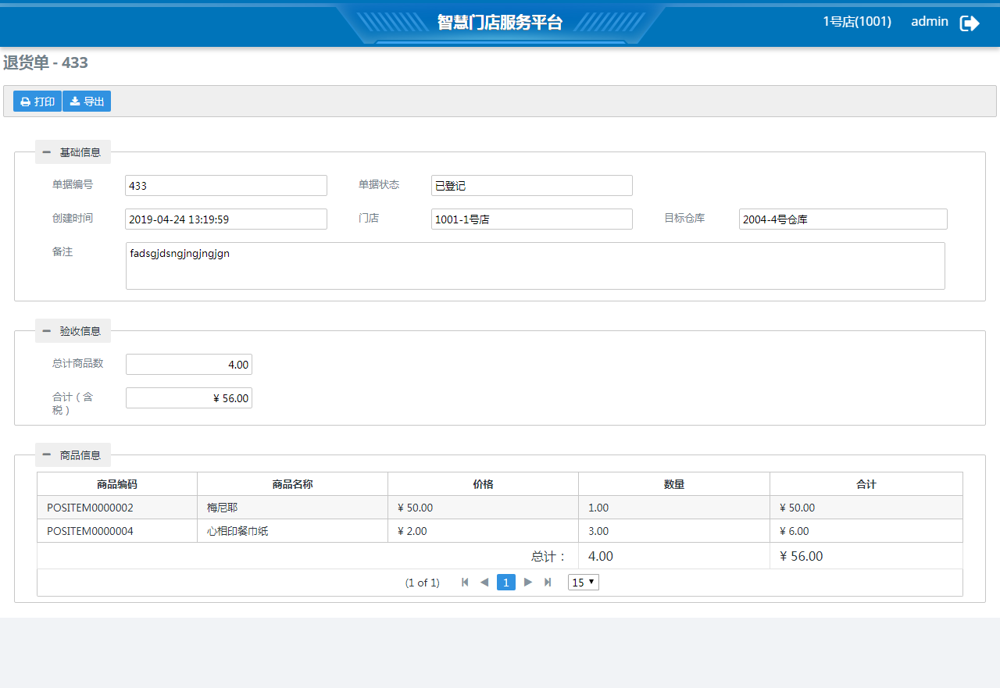 智慧门店服务平台
1号店(1001) admin
退货单 - 433
打印 导出
基础信息
单据编号 433 单据状态 已登记
创建时间 2019-04-24 13:19:59 门店 1001-1号店 目标仓库 2004-4号仓库
备注 fadsgjdsngjngjngjgn
验收信息
总计商品数 4.00
合计（含 ¥ 56.00
税）
商品信息
商品编码 商品名称 价格 数量 合计
POSITEM0000002 梅尼耶 ¥ 50.00 1.00 ¥ 50.00
POSITEM0000004 心相印餐巾纸 ¥ 2.00 3.00 ¥ 6.00
总计： 4.00 ¥ 56.00
(1 of 1) 1 15